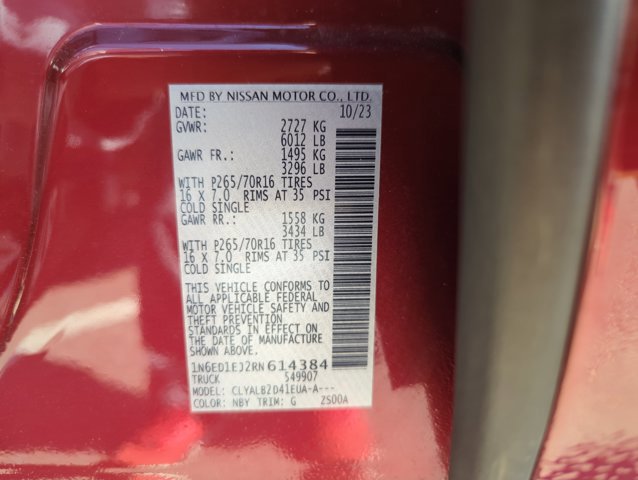 MFD BY NISSAN MOTOR CO., LTD.
DATE: 10/23
GVWR: 2727 KG
6012 LB
GAWR FR.: 1495 KG
3296 LB
WITH P265/70R16 TIRES
16 X 7.0 RIMS AT 35 PSI
COLD SINGLE
GAWR RR.: 1558 KG
3434 LB
WITH P265/70R16 TIRES
16 X 7.0 RIMS AT 35 PSI
COLD SINGLE
THIS VEHICLE CONFORMS TO
ALL APPLICABLE FEDERAL
MOTOR VEHICLE SAFETY AND
THEFT PREVENTION
STANDARDS IN EFFECT ON
THE DATE OF MANUFACTURE
SHOWN ABOVE.
1N6ED1EJ2RN614384
TRUCK 549907
MODEL: CLYALB2D41EUA-A---
COLOR: NBY TRIM: G ZS00A